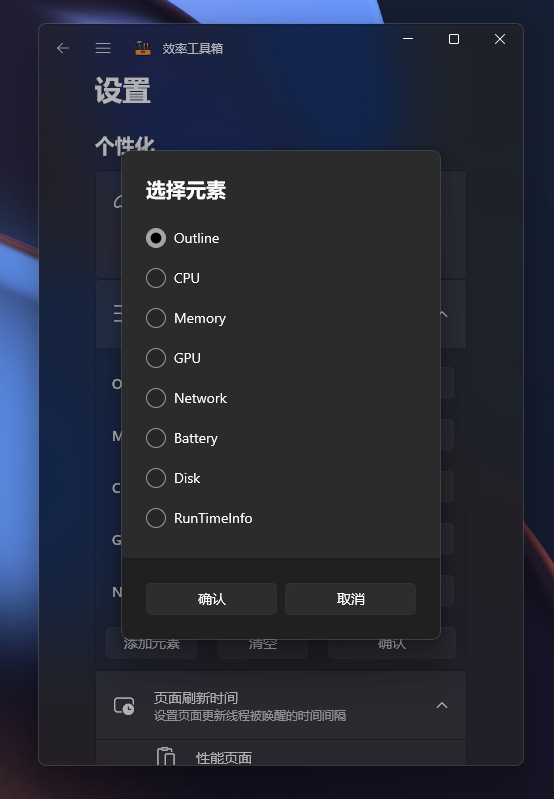 效率工具箱
设置
个性化
选择元素
Outline
CPU
Memory
GPU
Network
Battery
Disk
RunTimeInfo
O
M
C
G
N
确认 取消
添加元素 清空 确认
页面刷新时间
设置页面更新线程被唤醒的时间间隔
性能页面